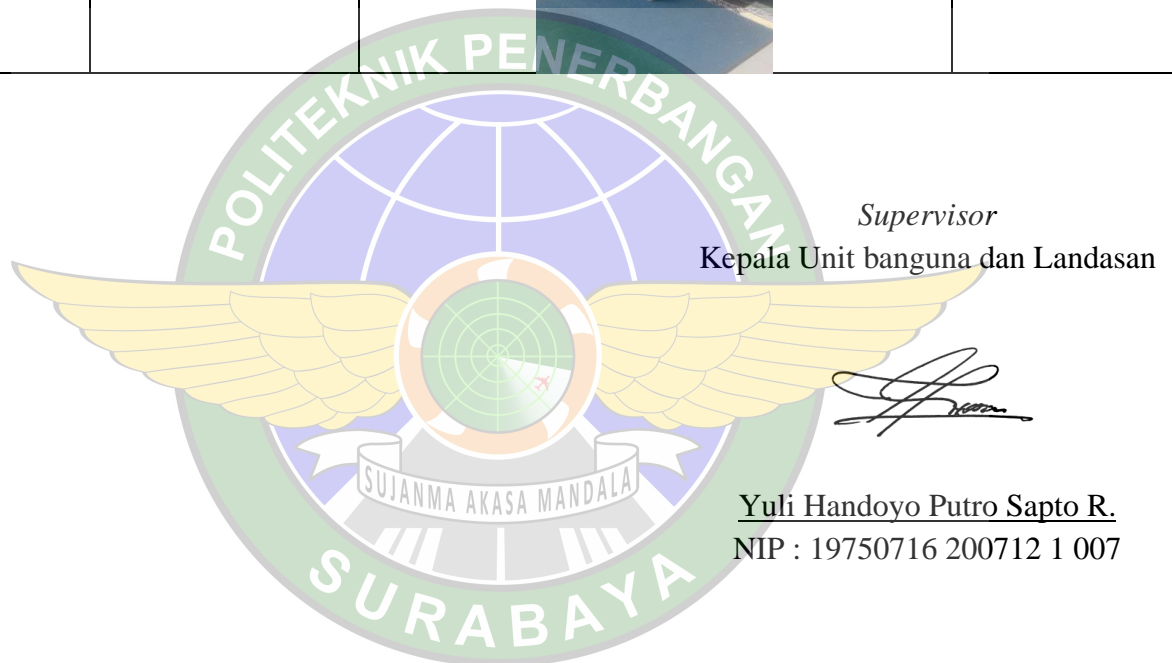 POLITEKNIK PENERBANGAN
Supervisor
Kepala Unit banguna dan Landasan
SUJANMA AKASA MANDALA
Yuli Handoyo Putro Sapto R.
NIP : 19750716 200712 1 007
SURABAYA